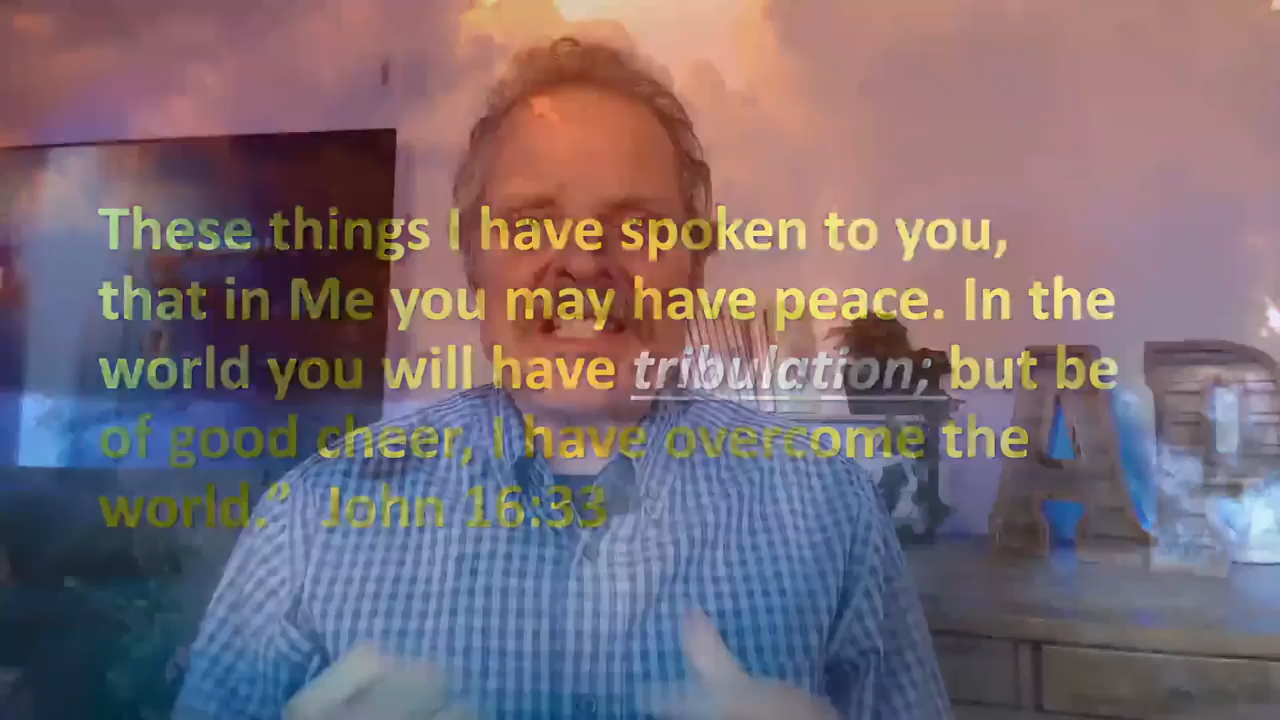 These things I have spoken to you,
that in Me you may have peace. In the
world you will have tribulation; but be
of good cheer, I have overcome the
world.” John 16:33